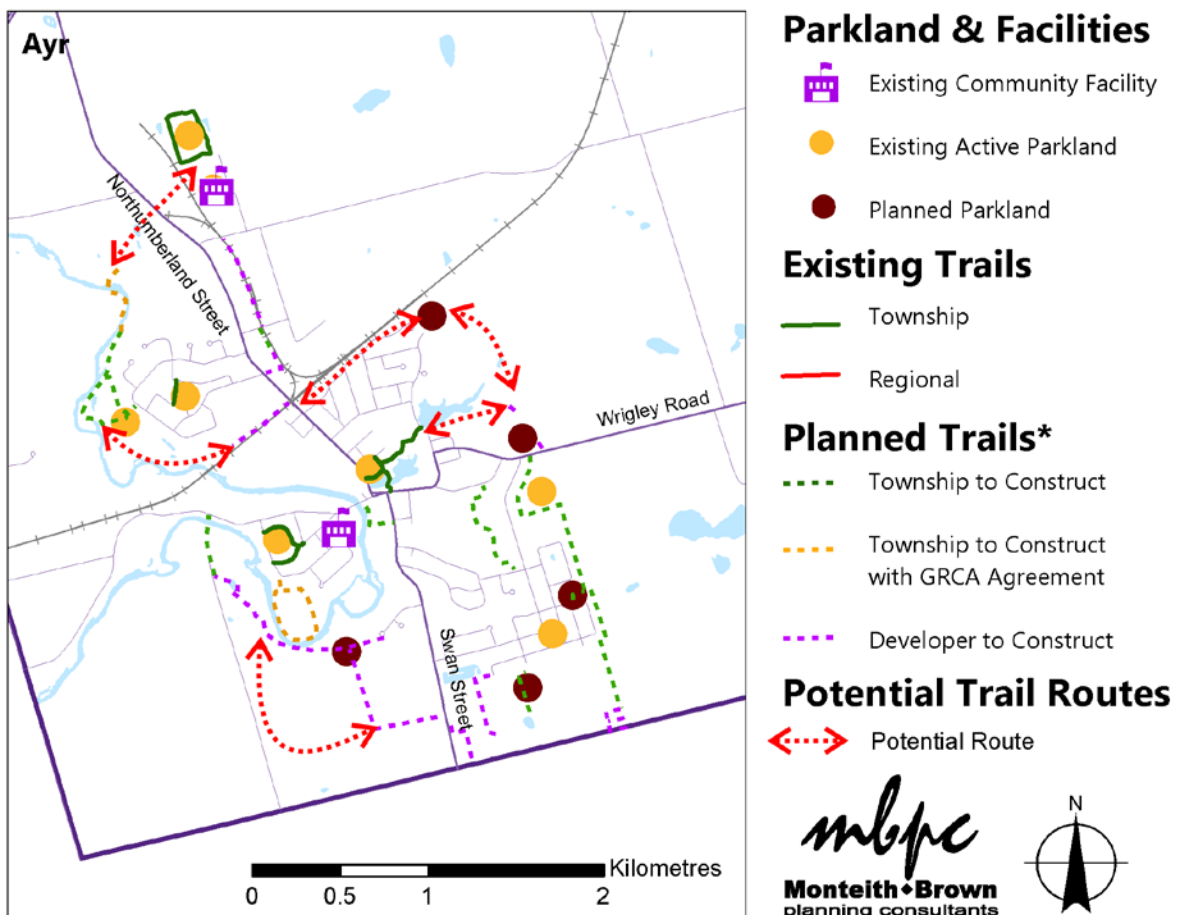 Ayr
Northumberland Street
Wrigley Road
Swan Street
Kilometres
0 0.5 1 2
Parkland & Facilities
Existing Community Facility
Existing Active Parkland
Planned Parkland
Existing Trails
Township
Regional
Planned Trails*
Township to Construct
Township to Construct
with GRCA Agreement
Developer to Construct
Potential Trail Routes
Potential Route
mbpc
Monteith◆Brown
planning consultants
N